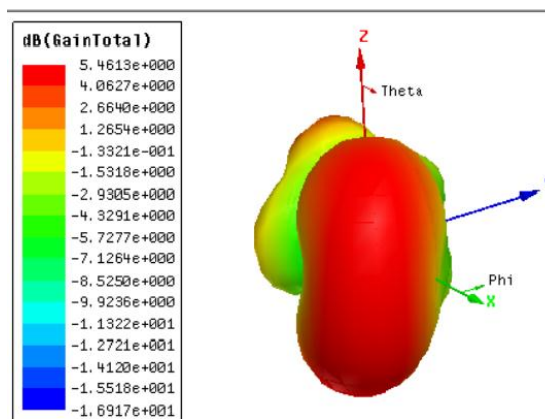 dB(GainTotal)
5.4613e+000
4.0627e+000
2.6640e+000
1.2654e+000
-1.3321e-001
-1.5318e+000
-2.9305e+000
-4.3291e+000
-5.7277e+000
-7.1264e+000
-8.5250e+000
-9.9236e+000
-1.1322e+001
-1.2721e+001
-1.4120e+001
-1.5518e+001
-1.6917e+001
Z
Theta
Phi
X